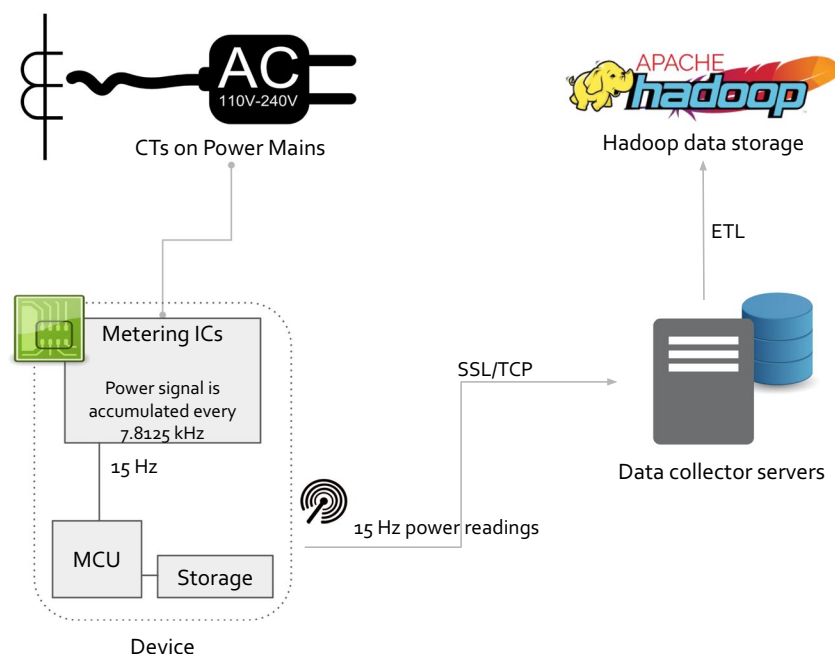 AC
110V-240V
CTs on Power Mains
APACHE
hadoop
Hadoop data storage
ETL
Metering ICs
Power signal is
accumulated every
7.8125 kHz
SSL/TCP
15 Hz
Data collector servers
15 Hz power readings
MCU
Storage
Device